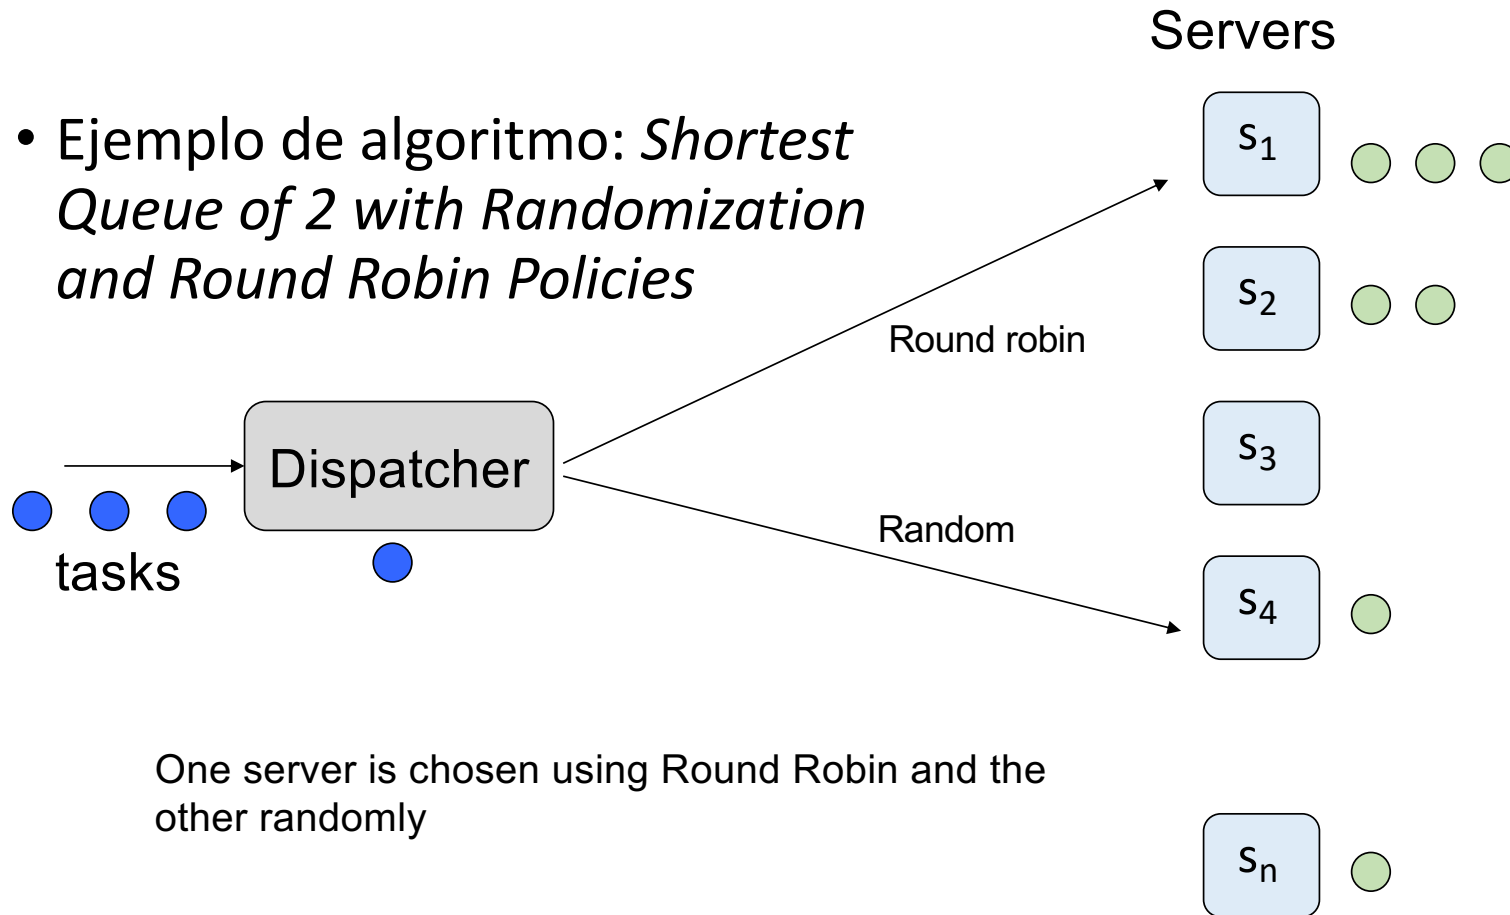 Servers
• Ejemplo de algoritmo: Shortest
Queue of 2 with Randomization
and Round Robin Policies
s1
s2
Round robin
s3
Dispatcher
Random
tasks
s4
One server is chosen using Round Robin and the
other randomly
sn